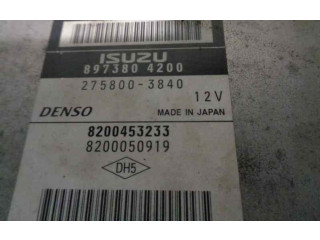 ISUZU
897380 4200
275800-3840
12V
DENSO MADE IN JAPAN
8200453233
8200050919
DH5